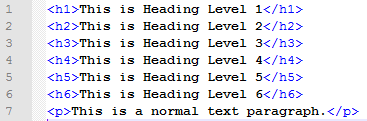 1 <h1>This is Heading Level 1</h1>
2 <h2>This is Heading Level 2</h2>
3 <h3>This is Heading Level 3</h3>
4 <h4>This is Heading Level 4</h4>
5 <h5>This is Heading Level 5</h5>
6 <h6>This is Heading Level 6</h6>
7 <p>This is a normal text paragraph.</p>